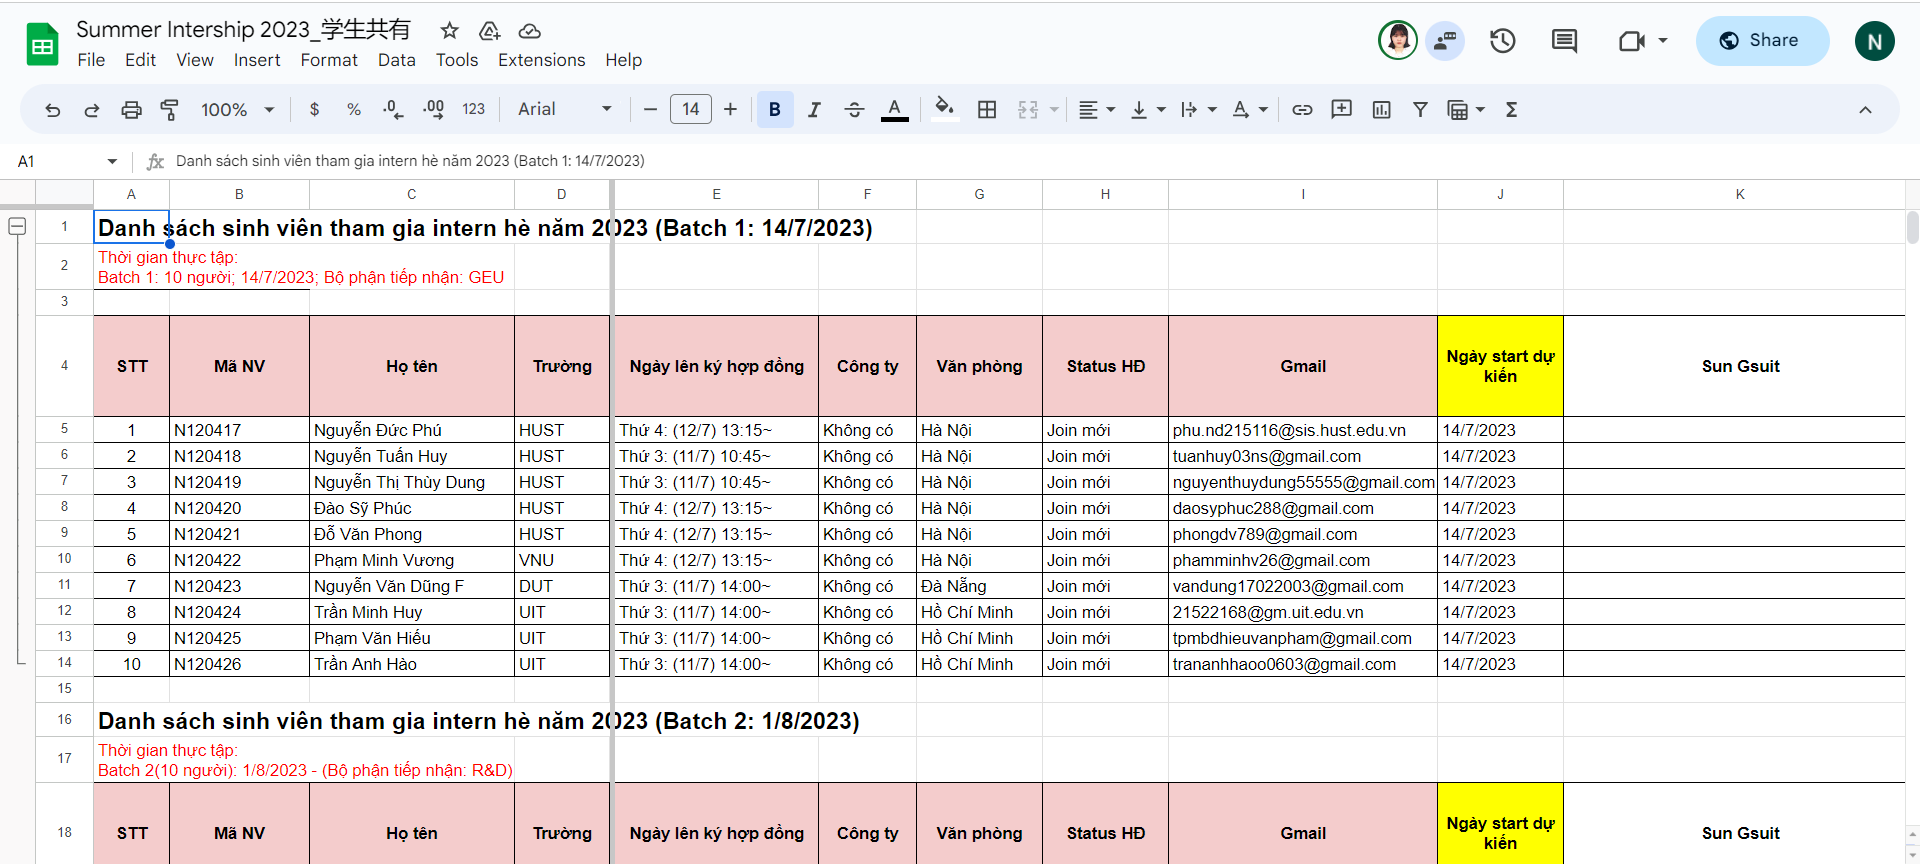 Summer Intership 2023_学生共有
File Edit View Insert Format Data Tools Extensions Help
Share
N
100% $ % .0 .00 123 Arial 14 B I A
A1 fx Danh sách sinh viên tham gia intern hè năm 2023 (Batch 1: 14/7/2023)
A B C D E F G H I J K
1 Danh sách sinh viên tham gia intern hè năm 2023 (Batch 1: 14/7/2023)
2 Thời gian thực tập:
Batch 1: 10 người; 14/7/2023; Bộ phận tiếp nhận: GEU
3
4 STT Mã NV Họ tên Trường Ngày lên ký hợp đồng Công ty Văn phòng Status HĐ Gmail Ngày start dự kiến Sun Gsuit
5 1 N120417 Nguyễn Đức Phú HUST Thứ 4: (12/7) 13:15~ Không có Hà Nội Join mới phu.nd215116@sis.hust.edu.vn 14/7/2023
6 2 N120418 Nguyễn Tuấn Huy HUST Thứ 3: (11/7) 10:45~ Không có Hà Nội Join mới tuanhuy03ns@gmail.com 14/7/2023
7 3 N120419 Nguyễn Thị Thùy Dung HUST Thứ 3: (11/7) 10:45~ Không có Hà Nội Join mới nguyenthuydung55555@gmail.com 14/7/2023
8 4 N120420 Đào Sỹ Phúc HUST Thứ 4: (12/7) 13:15~ Không có Hà Nội Join mới daosyphuc288@gmail.com 14/7/2023
9 5 N120421 Đỗ Văn Phong HUST Thứ 4: (12/7) 13:15~ Không có Hà Nội Join mới phongdv789@gmail.com 14/7/2023
10 6 N120422 Phạm Minh Vương VNU Thứ 4: (12/7) 13:15~ Không có Hà Nội Join mới phamminhv26@gmail.com 14/7/2023
11 7 N120423 Nguyễn Văn Dũng F DUT Thứ 3: (11/7) 14:00~ Không có Đà Nẵng Join mới vandung17022003@gmail.com 14/7/2023
12 8 N120424 Trần Minh Huy UIT Thứ 3: (11/7) 14:00~ Không có Hồ Chí Minh Join mới 21522168@gm.uit.edu.vn 14/7/2023
13 9 N120425 Phạm Văn Hiếu UIT Thứ 3: (11/7) 14:00~ Không có Hồ Chí Minh Join mới tpmbdhieuvanpham@gmail.com 14/7/2023
14 10 N120426 Trần Anh Hào UIT Thứ 3: (11/7) 14:00~ Không có Hồ Chí Minh Join mới trananhhaoo0603@gmail.com 14/7/2023
15
16 Danh sách sinh viên tham gia intern hè năm 2023 (Batch 2: 1/8/2023)
17 Thời gian thực tập:
Batch 2(10 người): 1/8/2023 - (Bộ phận tiếp nhận: R&D)
18 STT Mã NV Họ tên Trường Ngày lên ký hợp đồng Công ty Văn phòng Status HĐ Gmail Ngày start dự kiến Sun Gsuit